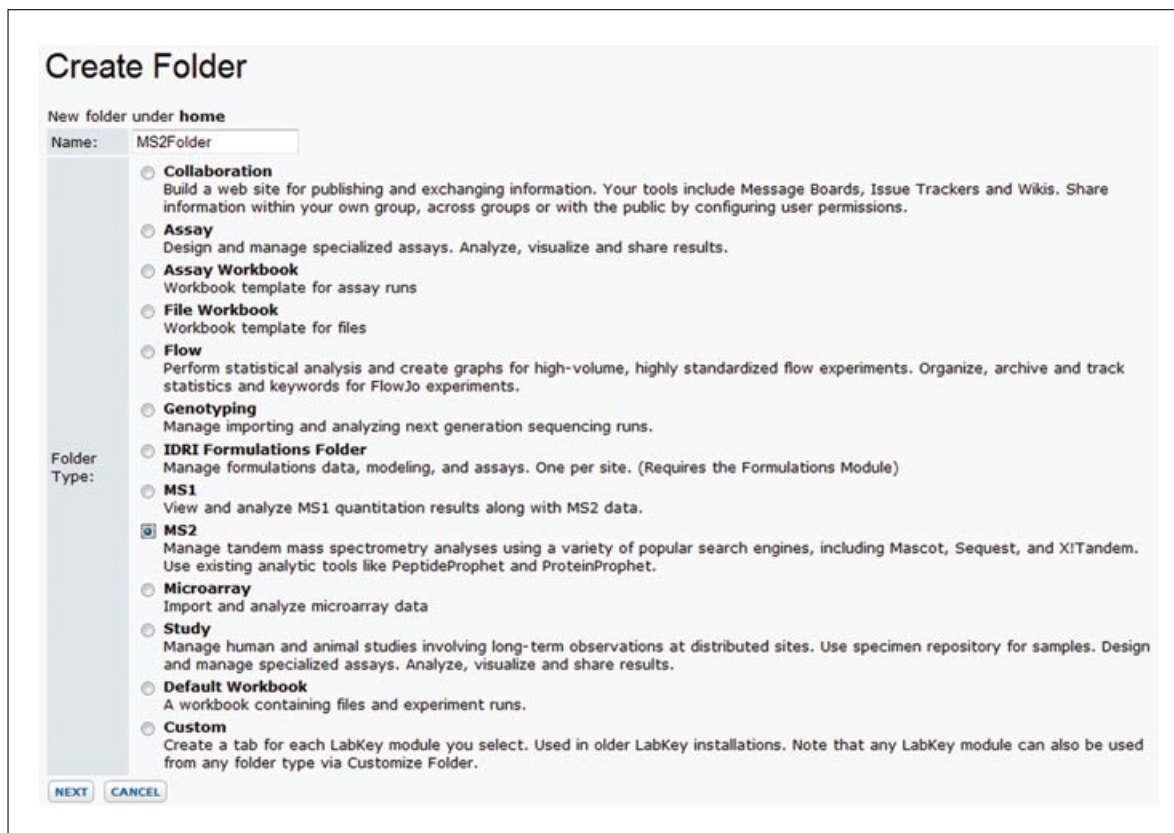 Create Folder
New folder under home
Name:
MS2Folder
Folder Type:
Collaboration
Build a web site for publishing and exchanging information. Your tools include Message Boards, Issue Trackers and Wikis. Share
information within your own group, across groups or with the public by configuring user permissions.
Assay
Design and manage specialized assays. Analyze, visualize and share results.
Assay Workbook
Workbook template for assay runs
File Workbook
Workbook template for files
Flow
Perform statistical analysis and create graphs for high-volume, highly standardized flow experiments. Organize, archive and track
statistics and keywords for FlowJo experiments.
Genotyping
Manage importing and analyzing next generation sequencing runs.
IDRI Formulations Folder
Manage formulations data, modeling, and assays. One per site. (Requires the Formulations Module)
MS1
View and analyze MS1 quantitation results along with MS2 data.
MS2
Manage tandem mass spectrometry analyses using a variety of popular search engines, including Mascot, Sequest, and X!Tandem.
Use existing analytic tools like PeptideProphet and ProteinProphet.
Microarray
Import and analyze microarray data
Study
Manage human and animal studies involving long-term observations at distributed sites. Use specimen repository for samples. Design
and manage specialized assays. Analyze, visualize and share results.
Default Workbook
A workbook containing files and experiment runs.
Custom
Create a tab for each LabKey module you select. Used in older LabKey installations. Note that any LabKey module can also be used
from any folder type via Customize Folder.
NEXT
CANCEL